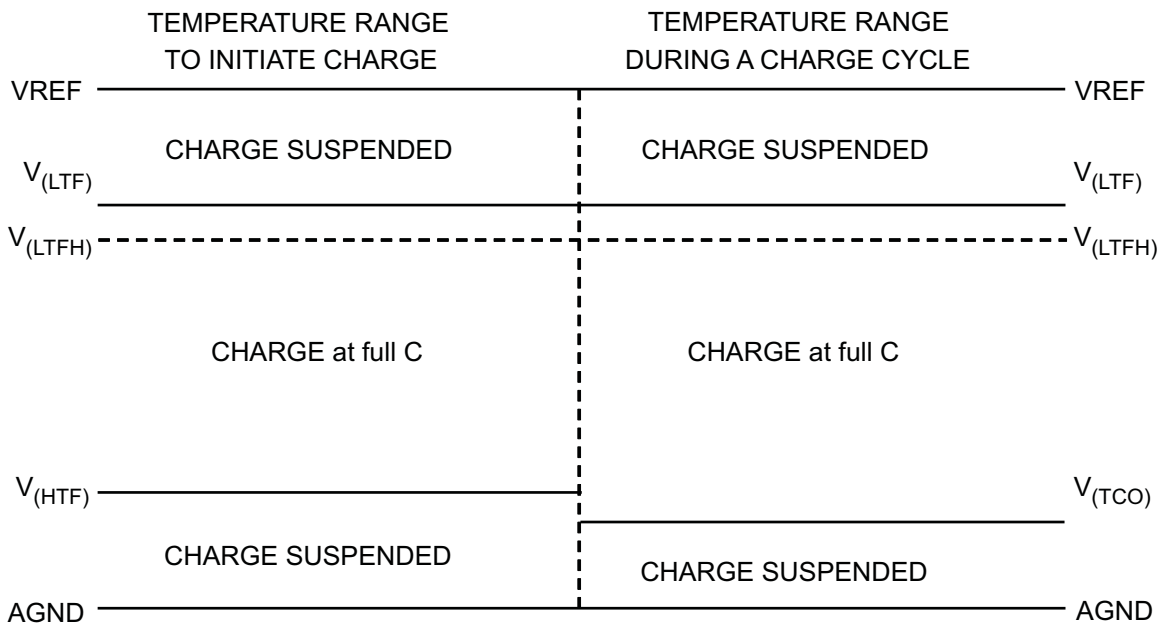 TEMPERATURE RANGE
TO INITIATE CHARGE
TEMPERATURE RANGE
DURING A CHARGE CYCLE
VREF
VREF
CHARGE SUSPENDED
CHARGE SUSPENDED
V(LTF)
V(LTF)
V(LTFH)
V(LTFH)
CHARGE at full C
CHARGE at full C
V(HTF)
V(TCO)
CHARGE SUSPENDED
CHARGE SUSPENDED
AGND
AGND